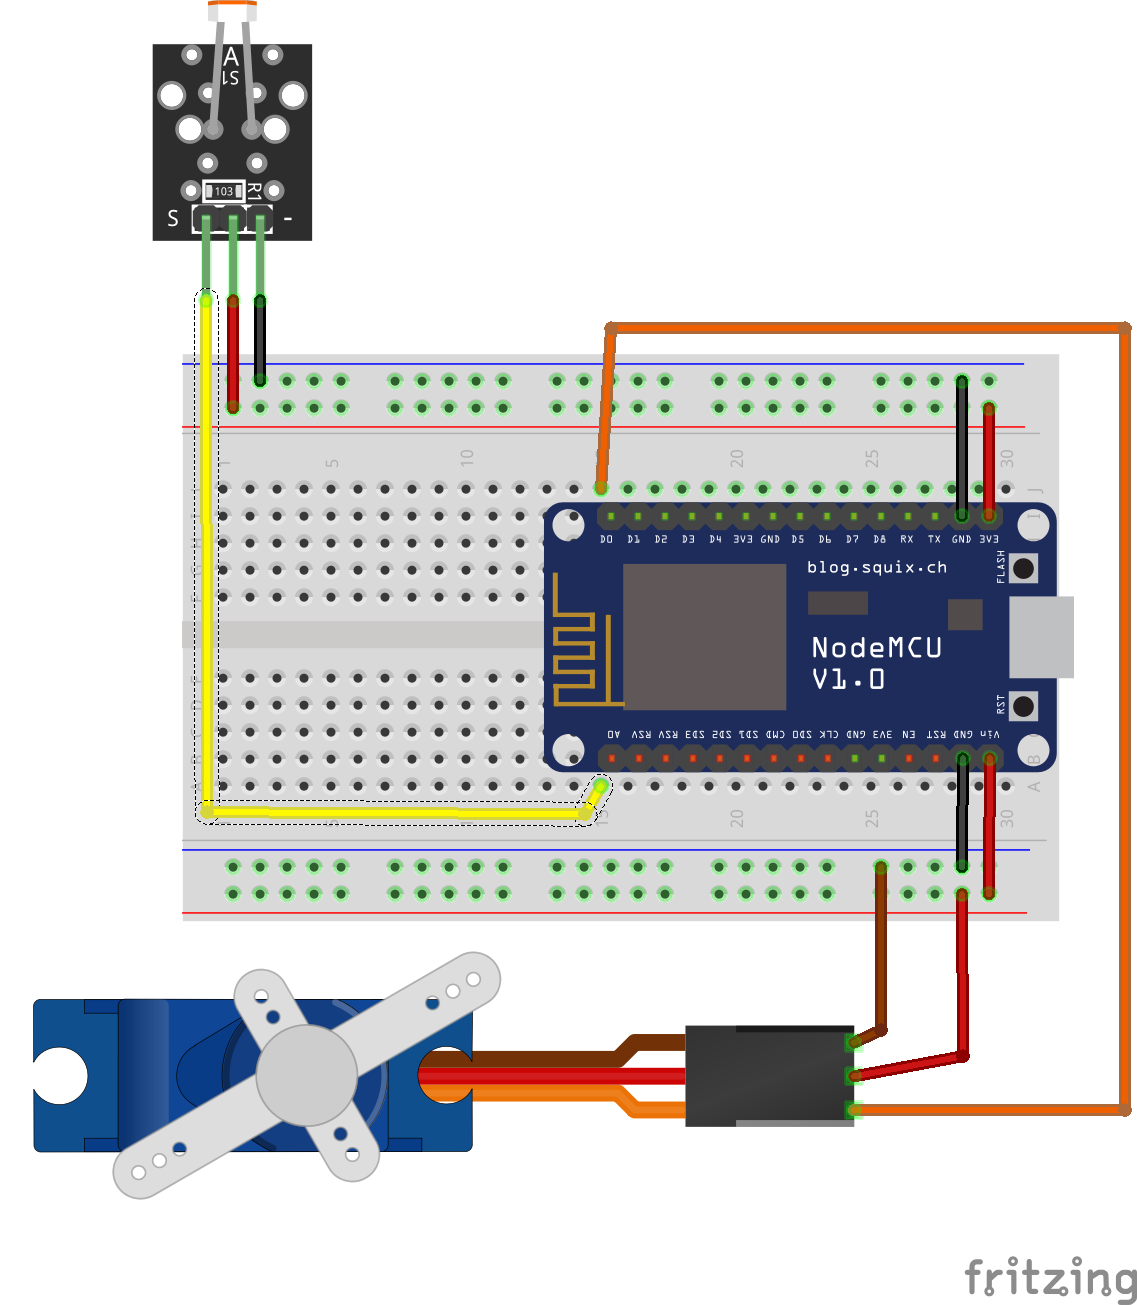 A
S1
103
R1
S -
1 5 10 20 25 30
J
I
D0 D1 D2 D3 D4 3V3 GND D5 D6 D7 D8 RX TX GND 3V3
FLASH
blog.squix.ch
NodeMCU
V1.0
RST
A0 RSV RSV SD3 SD2 SD1 CMD SD0 CLK GND 3V3 EN RST GND Vin
B
A
15 20 25 30
fritzing